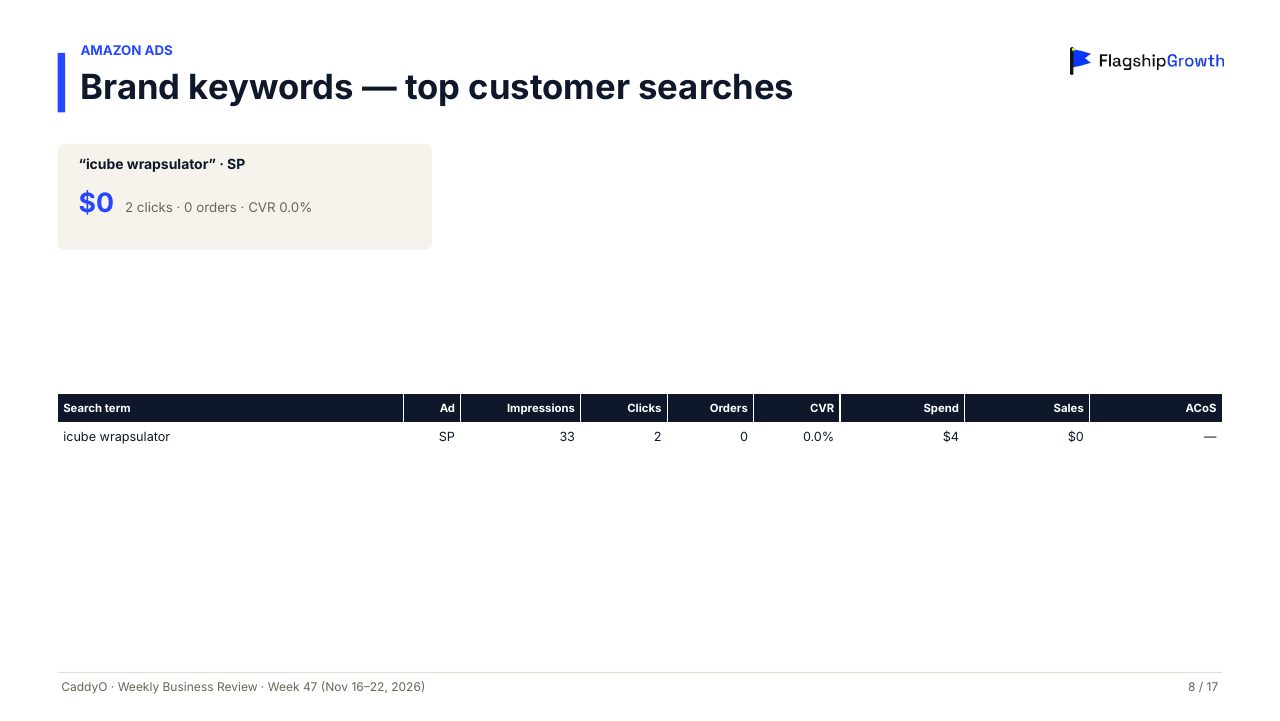 AMAZON ADS
Brand keywords — top customer searches
FlagshipGrowth
“icube wrapsulator” · SP
$0 2 clicks · 0 orders · CVR 0.0%
Search term Ad Impressions Clicks Orders CVR Spend Sales ACoS
icube wrapsulator SP 33 2 0 0.0% $4 $0 —
CaddyO · Weekly Business Review · Week 47 (Nov 16–22, 2026) 8 / 17